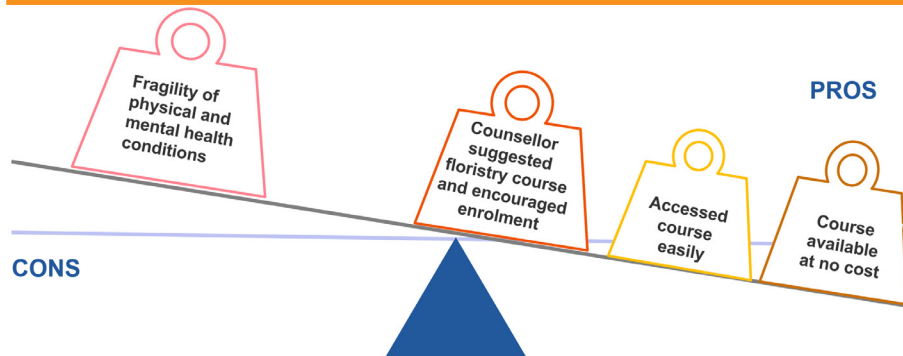 Fragility of
physical and
mental health
conditions
Counsellor
suggested
floristry course
and encouraged
enrolment
PROS
Accessed
course
easily
Course
available
at no cost
CONS